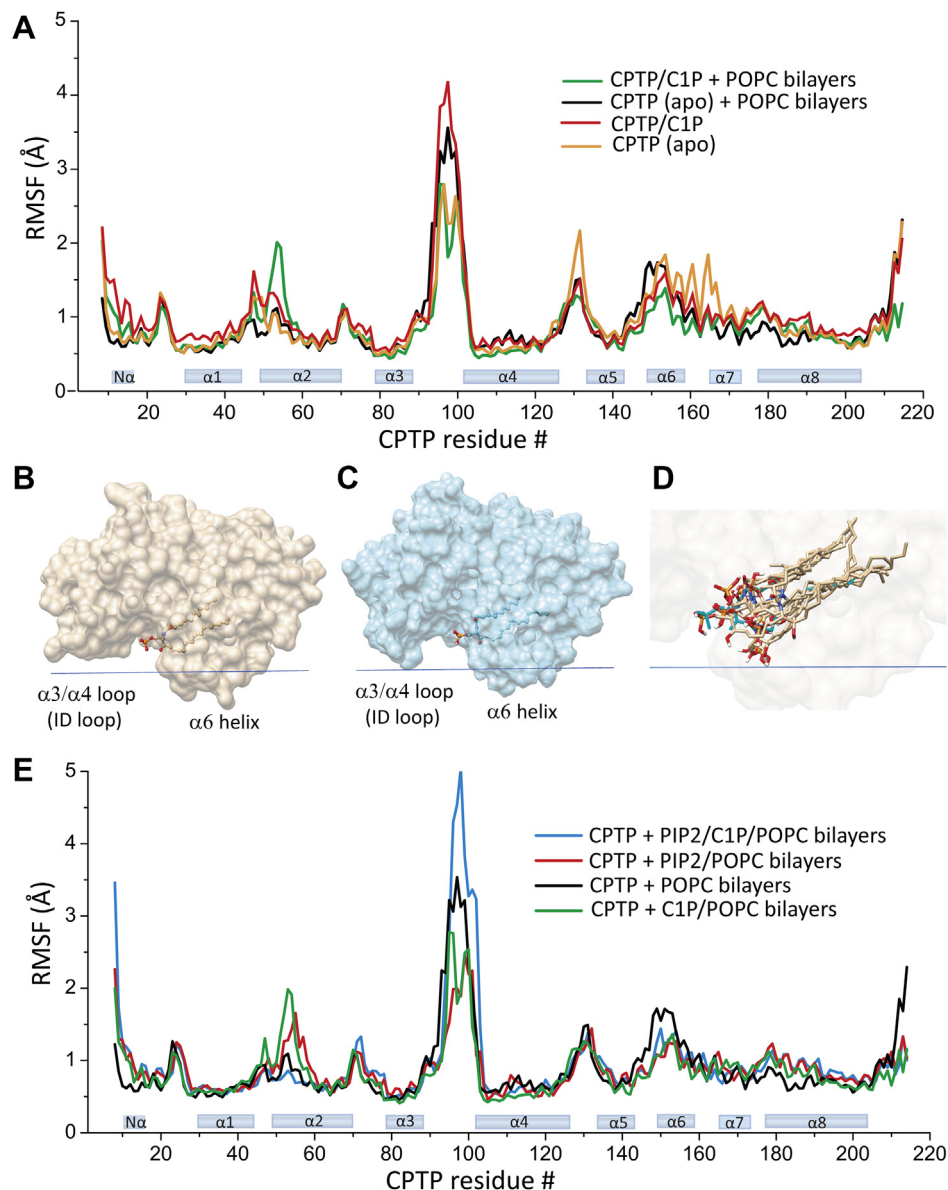 A
5
4
3
2
1
0
RMSF (Å)
CPTP/C1P + POPC bilayers
CPTP (apo) + POPC bilayers
CPTP/C1P
CPTP (apo)
Nα α1 α2 α3 α4 α5 α6 α7 α8
20 40 60 80 100 120 140 160 180 200 220
CPTP residue #
B
α3/α4 loop
(ID loop)
α6 helix
C
α3/α4 loop
(ID loop)
α6 helix
D
E
5
4
3
2
1
0
RMSF (Å)
CPTP + PIP2/C1P/POPC bilayers
CPTP + PIP2/POPC bilayers
CPTP + POPC bilayers
CPTP + C1P/POPC bilayers
Nα α1 α2 α3 α4 α5 α6 α7 α8
20 40 60 80 100 120 140 160 180 200 220
CPTP residue #